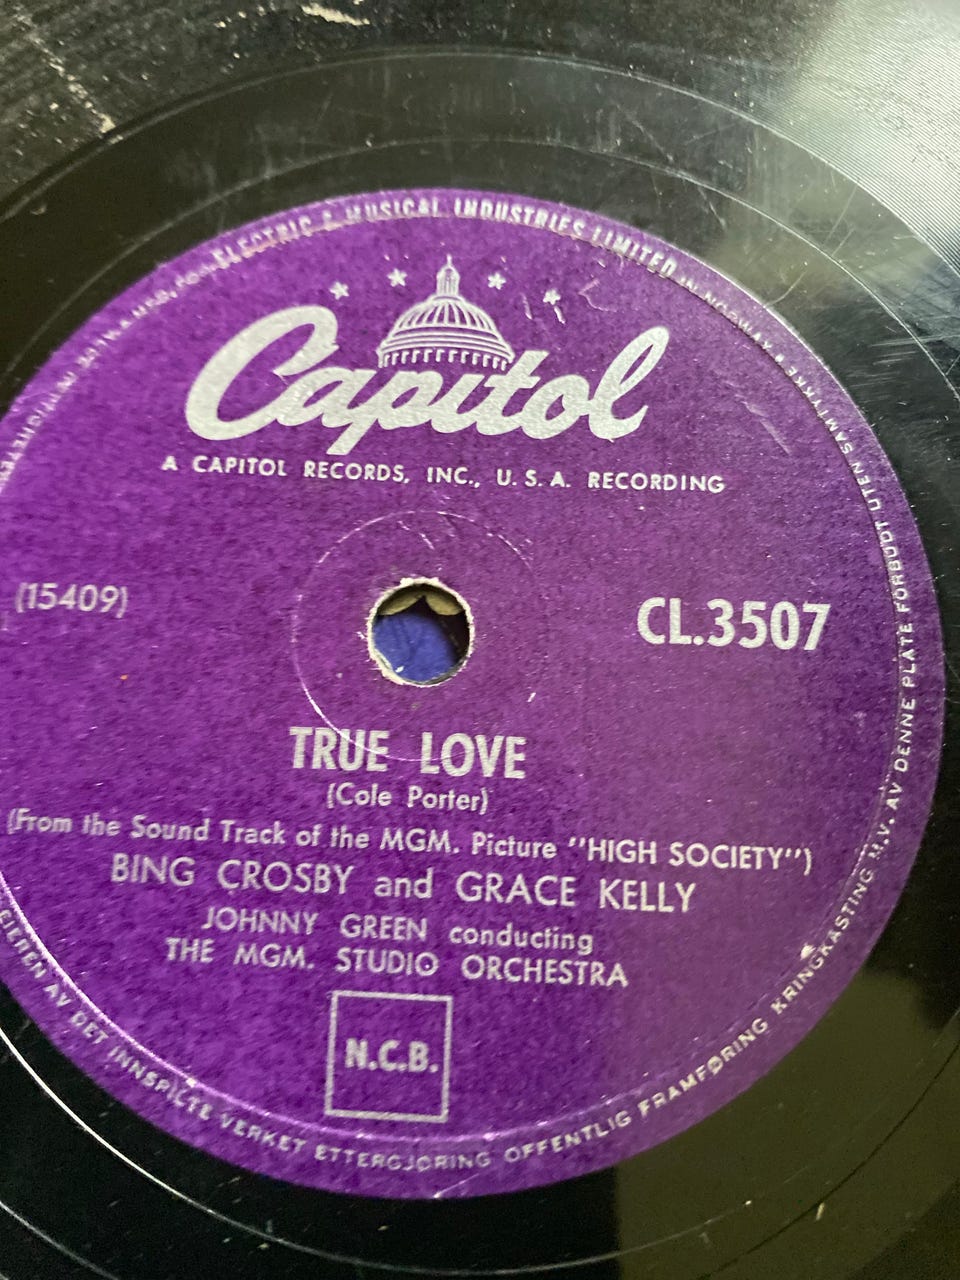 ELECTRIC & MUSICAL INDUSTRIES LIMITED
Capitol
A CAPITOL RECORDS, INC., U.S.A. RECORDING
(15409)
CL.3507
TRUE LOVE
(Cole Porter)
(From the Sound Track of the MGM. Picture "HIGH SOCIETY")
BING CROSBY and GRACE KELLY
JOHNNY GREEN conducting
THE MGM. STUDIO ORCHESTRA
N.C.B.
EIEREN AV DET INNSPILTE VERKET ETTERGJØRING OFFENTLIG FRAMFØRING KRINGKASTING M.V. AV DENNE PLATE FORBUDT UTEN SAMTYKKE